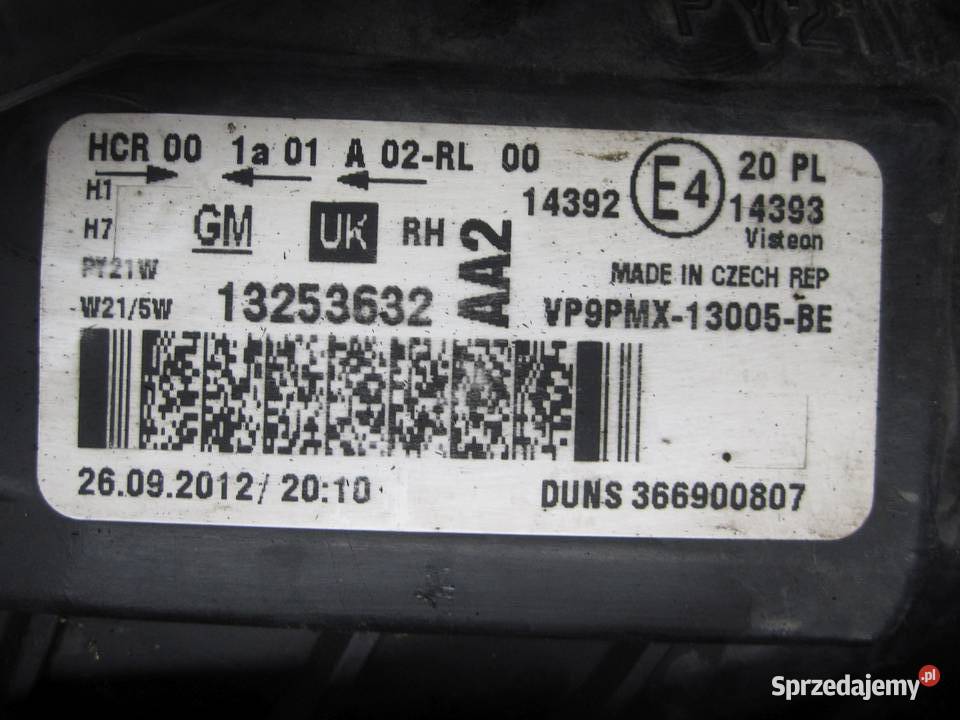 PY21W
HCR 00 1a 01 A 02-RL 00
14392 E4 20 PL
14393
H1
H7 GM UK RH AA2
Visteon
PY21W
MADE IN CZECH REP
W21/5W 13253632 VP9PMX-13005-BE
26.09.2012/ 20:10
DUNS 366900807
Sprzedajemy.pl